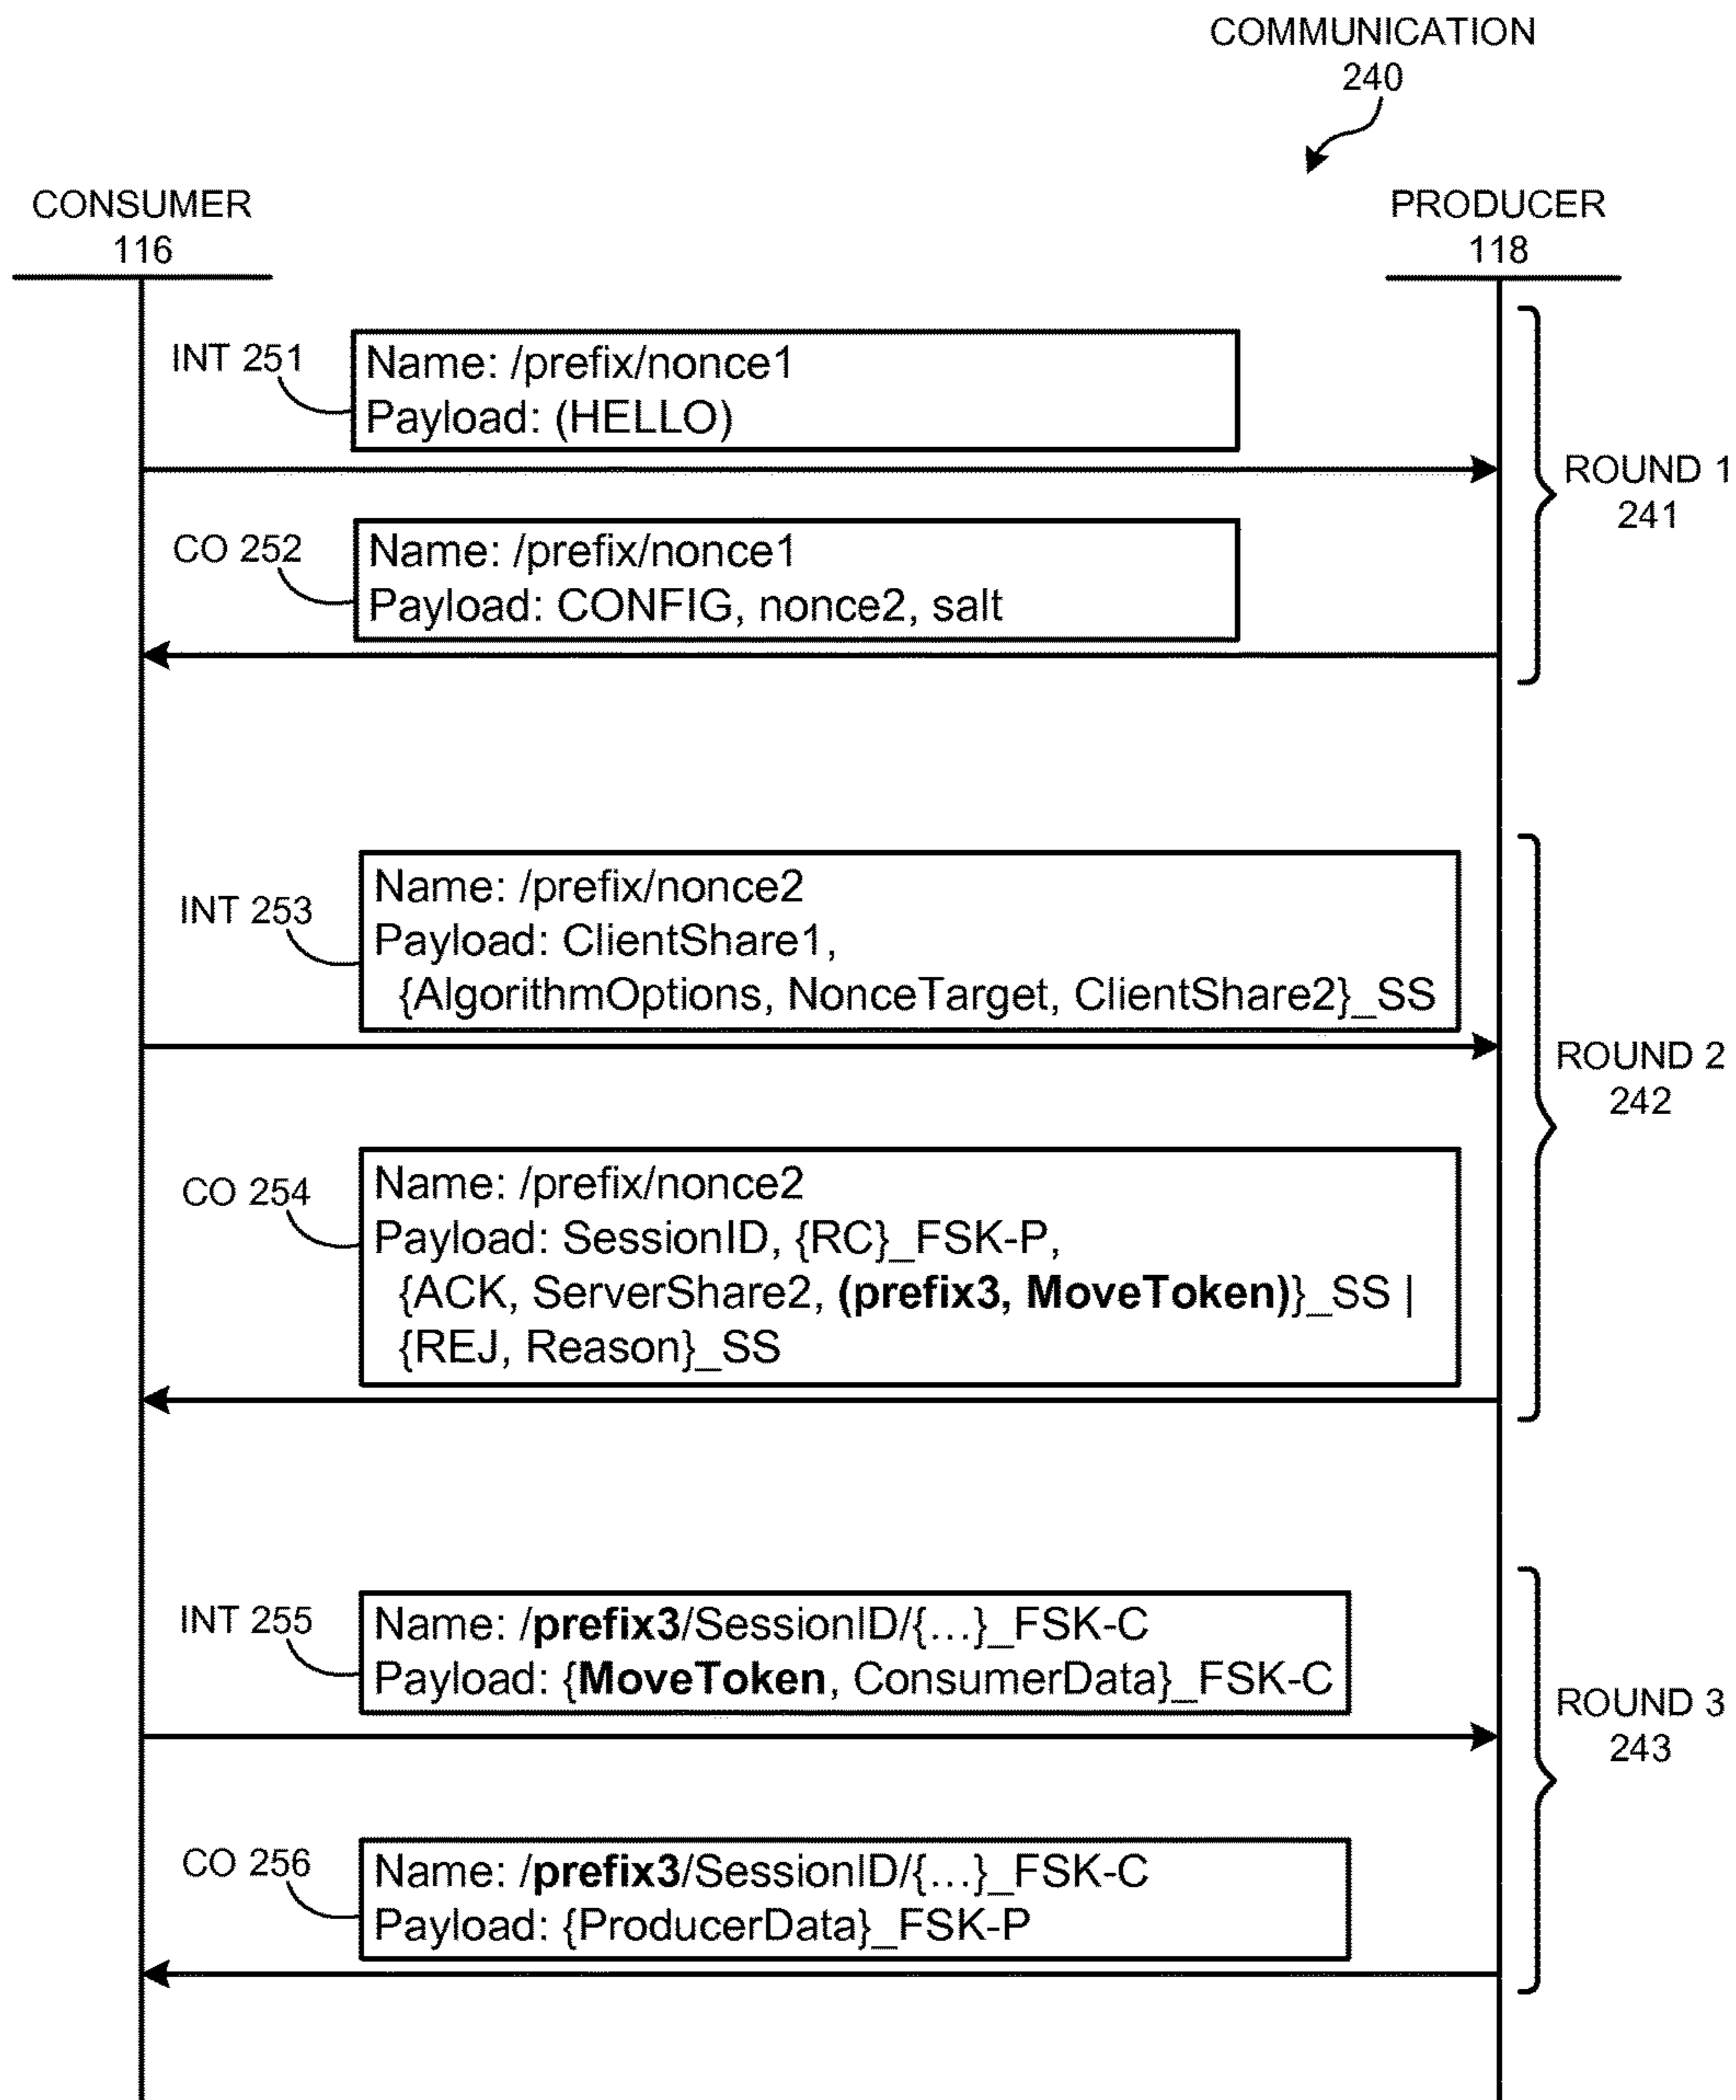 COMMUNICATION
240
CONSUMER
116
PRODUCER
118
INT 251
Name: /prefix/nonce1
Payload: (HELLO)
ROUND 1
241
CO 252
Name: /prefix/nonce1
Payload: CONFIG, nonce2, salt
INT 253
Name: /prefix/nonce2
Payload: ClientShare1,
{AlgorithmOptions, NonceTarget, ClientShare2}_SS
ROUND 2
242
CO 254
Name: /prefix/nonce2
Payload: SessionID, {RC}_FSK-P,
{ACK, ServerShare2, (prefix3, MoveToken)}_SS |
{REJ, Reason}_SS
INT 255
Name: /prefix3/SessionID/{...}_FSK-C
Payload: {MoveToken, ConsumerData}_FSK-C
ROUND 3
243
CO 256
Name: /prefix3/SessionID/{...}_FSK-C
Payload: {ProducerData}_FSK-P